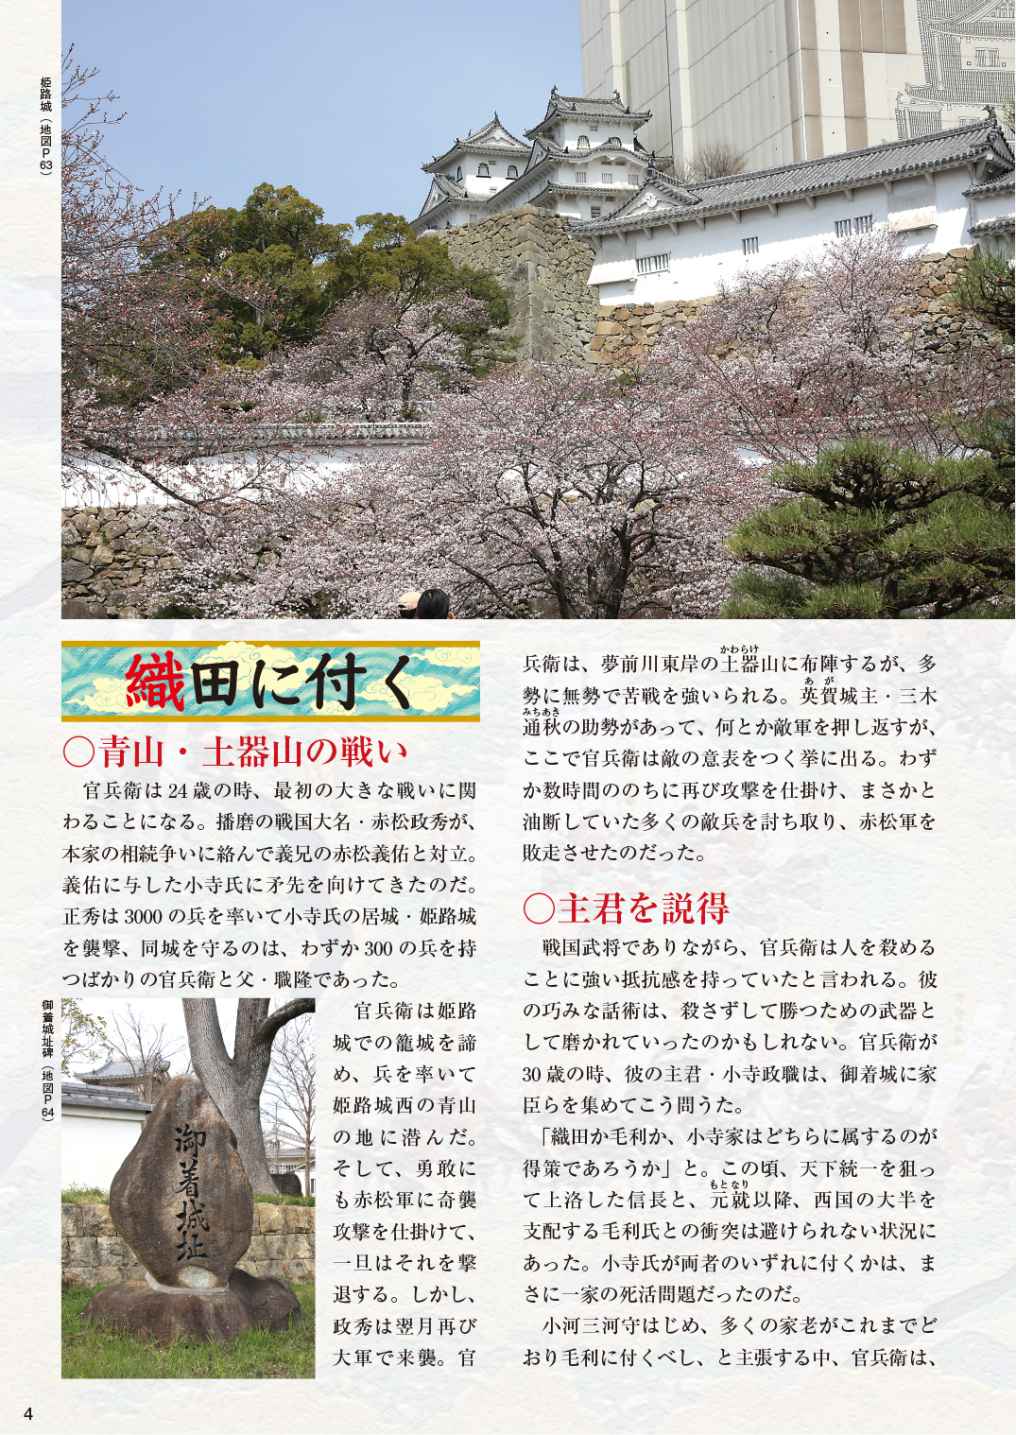 姫路城（地図P63）
織田に付く
○青山・土器山の戦い
官兵衛は24歳の時、最初の大きな戦いに関
わることになる。播磨の戦国大名・赤松政秀が、
本家の相続争いに絡んで義兄の赤松義佑と対立。
義佑に与した小寺氏に矛先を向けてきたのだ。
正秀は3000の兵を率いて小寺氏の居城・姫路城
を襲撃、同城を守るのは、わずか300の兵を持
つばかりの官兵衛と父・職隆であった。
御着城址碑（地図P64）
御着城址
官兵衛は姫路
城での籠城を諦
め、兵を率いて
姫路城西の青山
の地に潜んだ。
そして、勇敢に
も赤松軍に奇襲
攻撃を仕掛けて、
一旦はそれを撃
退する。しかし、
政秀は翌月再び
大軍で来襲。官
かわらけ
兵衛は、夢前川東岸の土器山に布陣するが、多
あが
勢に無勢で苦戦を強いられる。英賀城主・三木
みちあき
通秋の助勢があって、何とか敵軍を押し返すが、
ここで官兵衛は敵の意表をつく挙に出る。わず
か数時間ののちに再び攻撃を仕掛け、まさかと
油断していた多くの敵兵を討ち取り、赤松軍を
敗走させたのだった。
○主君を説得
戦国武将でありながら、官兵衛は人を殺める
ことに強い抵抗感を持っていたと言われる。彼
の巧みな話術は、殺さずして勝つための武器と
して磨かれていったのかもしれない。官兵衛が
30歳の時、彼の主君・小寺政職は、御着城に家
臣らを集めてこう問うた。
「織田か毛利か、小寺家はどちらに属するのが
得策であろうか」と。この頃、天下統一を狙っ
もとなり
て上洛した信長と、元就以降、西国の大半を
支配する毛利氏との衝突は避けられない状況に
あった。小寺氏が両者のいずれに付くかは、ま
さに一家の死活問題だったのだ。
小河三河守はじめ、多くの家老がこれまでど
おり毛利に付くべし、と主張する中、官兵衛は、
4